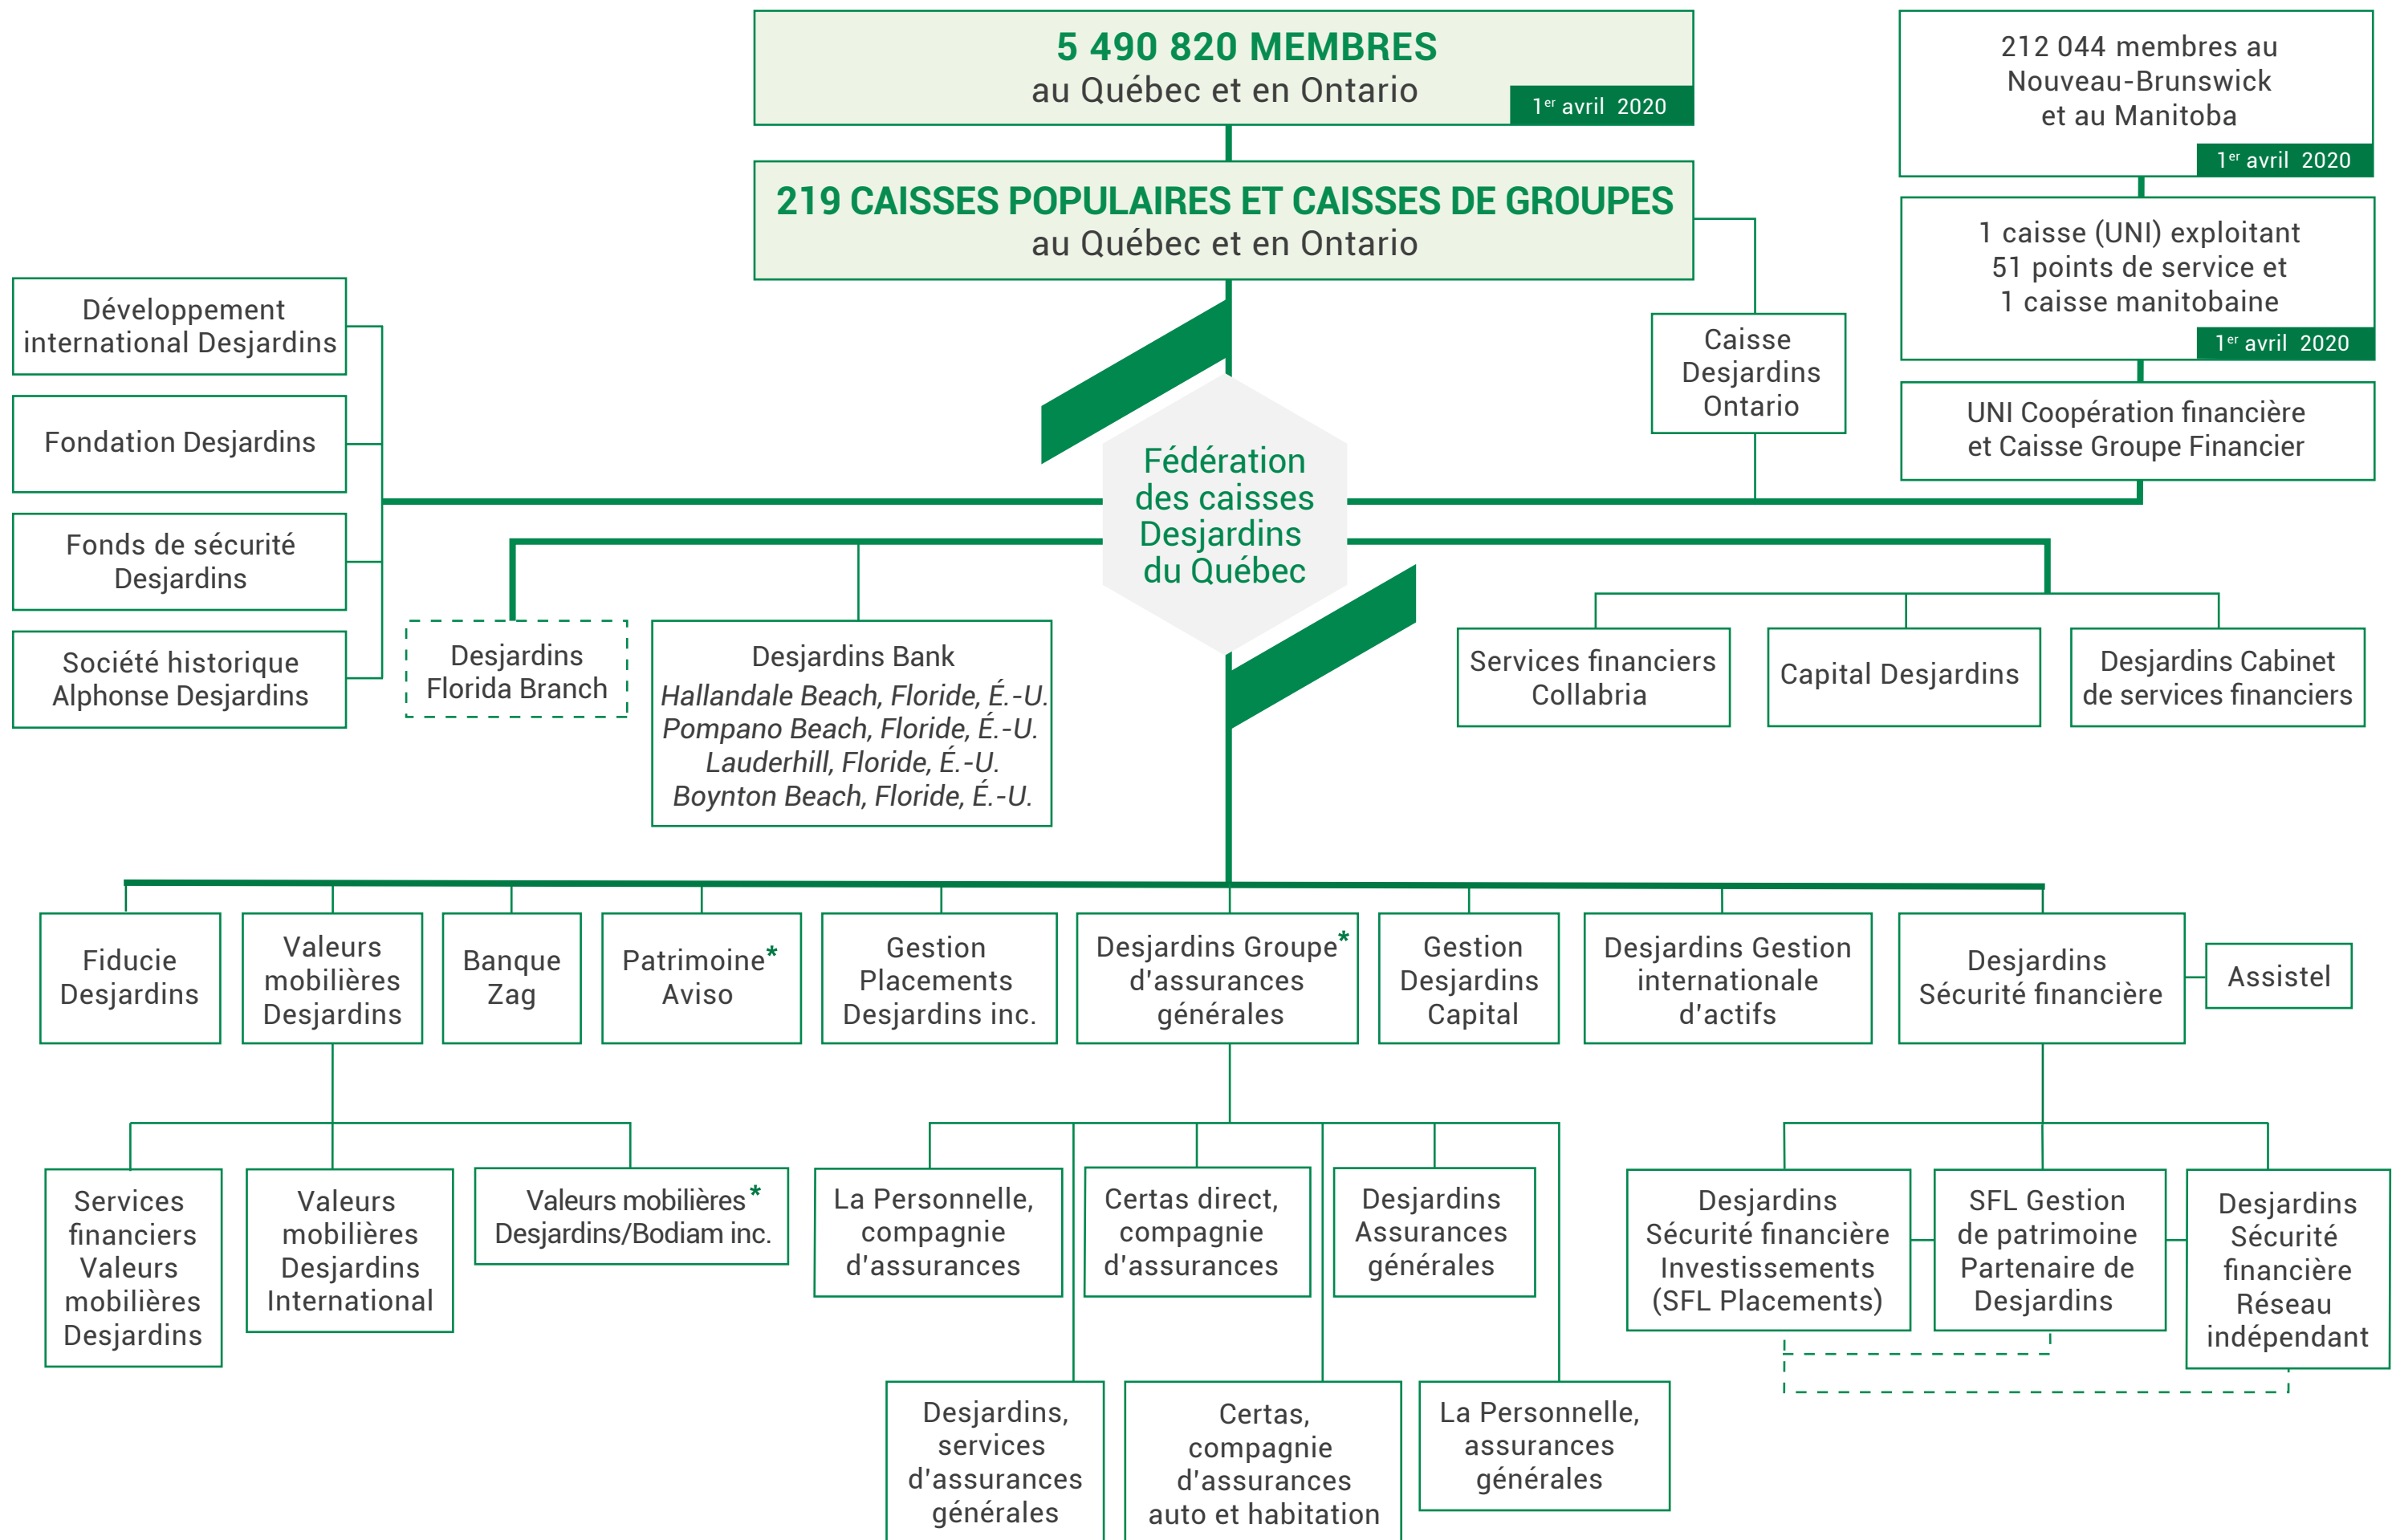 5 490 820 MEMBRES
au Québec et en Ontario
1er avril 2020
212 044 membres au
Nouveau-Brunswick
et au Manitoba
1er avril 2020
219 CAISSES POPULAIRES ET CAISSES DE GROUPES
au Québec et en Ontario
1 caisse (UNI) exploitant
51 points de service et
1 caisse manitobaine
1er avril 2020
Caisse
Desjardins
Ontario
UNI Coopération financière
et Caisse Groupe Financier
Développement
international Desjardins
Fondation Desjardins
Fonds de sécurité
Desjardins
Société historique
Alphonse Desjardins
Fédération
des caisses
Desjardins
du Québec
Desjardins
Florida Branch
Desjardins Bank
Hallandale Beach, Floride, É.-U.
Pompano Beach, Floride, É.-U.
Lauderhill, Floride, É.-U.
Boynton Beach, Floride, É.-U.
Services financiers
Collabria
Capital Desjardins
Desjardins Cabinet
de services financiers
Fiducie
Desjardins
Valeurs
mobilières
Desjardins
Banque
Zag
Patrimoine*
Aviso
Gestion
Placements
Desjardins inc.
Desjardins Groupe*
d'assurances
générales
Gestion
Desjardins
Capital
Desjardins Gestion
internationale
d'actifs
Desjardins
Sécurité financière
Assistel
Services
financiers
Valeurs
mobilières
Desjardins
Valeurs
mobilières
Desjardins
International
Valeurs mobilières*
Desjardins/Bodiam inc.
La Personnelle,
compagnie
d'assurances
Certas direct,
compagnie
d'assurances
Desjardins
Assurances
générales
Desjardins
Sécurité financière
Investissements
(SFL Placements)
SFL Gestion
de patrimoine
Partenaire de
Desjardins
Desjardins
Sécurité
financière
Réseau
indépendant
Desjardins,
services
d'assurances
générales
Certas,
compagnie
d'assurances
auto et habitation
La Personnelle,
assurances
générales